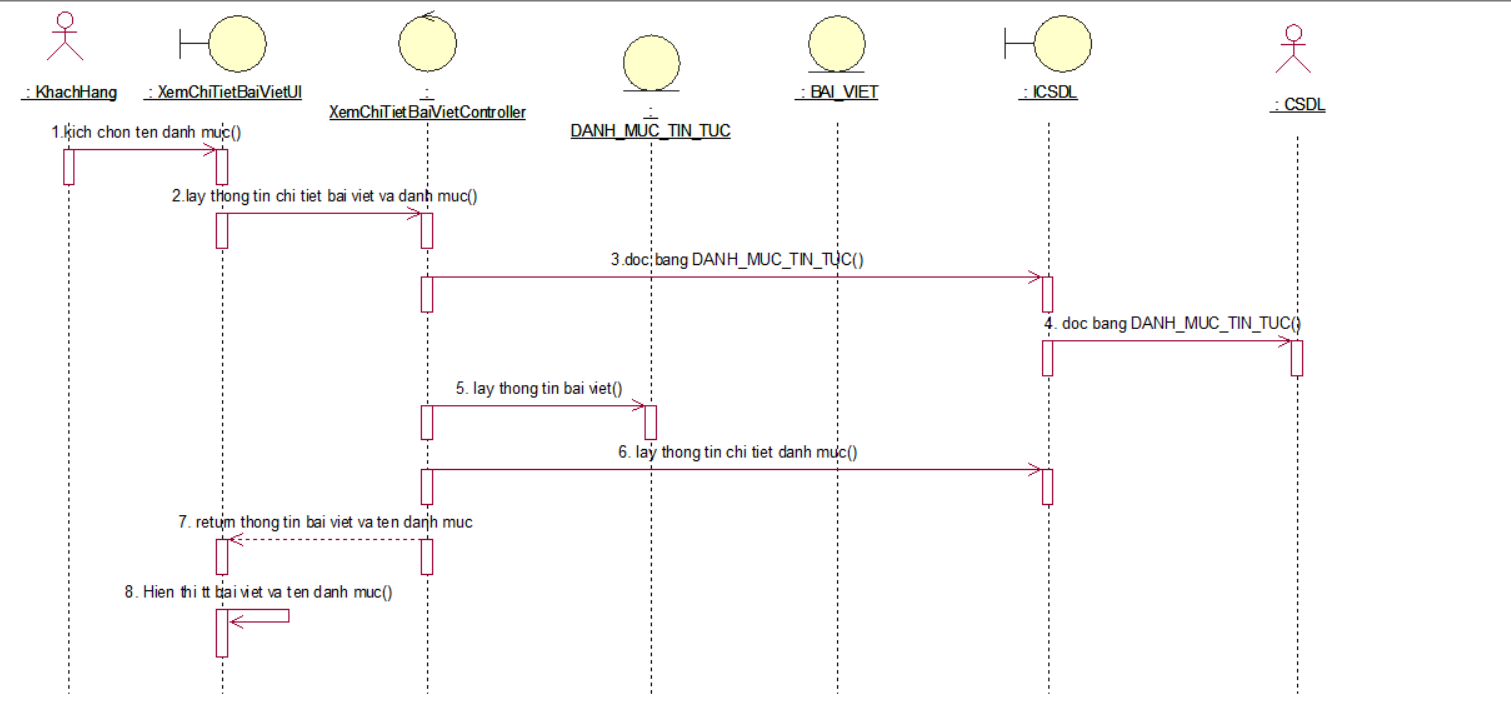 : KhachHang
: XemChiTietBaiVietUI
:
XemChiTietBaiVietController
:
DANH_MUC_TIN_TUC
: BAI_VIET
: ICSDL
: CSDL
1.kich chon ten danh muc()
2.lay thong tin chi tiet bai viet va danh muc()
3.doc bang DANH_MUC_TIN_TUC()
4. doc bang DANH_MUC_TIN_TUC()
5. lay thong tin bai viet()
6. lay thong tin chi tiet danh muc()
7. return thong tin bai viet va ten danh muc
8. Hien thi tt bai viet va ten danh muc()